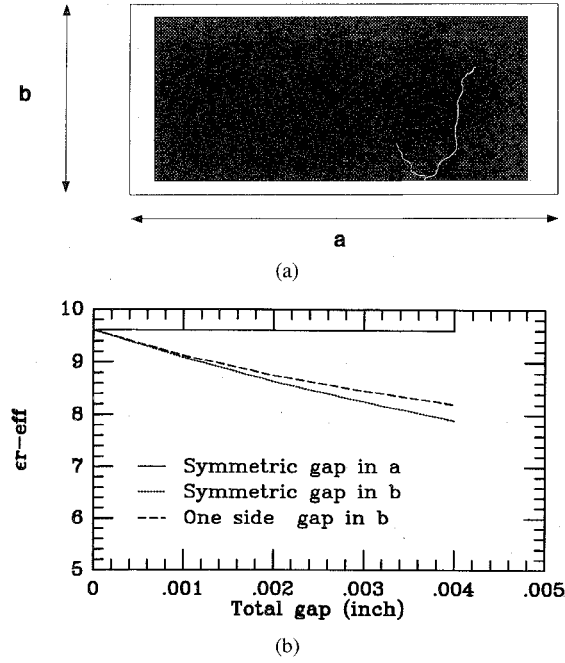 b
a
(a)
10
9
8
7
6
5
εr-eff
Symmetric gap in a
Symmetric gap in b
One side gap in b
0 .001 .002 .003 .004 .005
Total gap (inch)
(b)